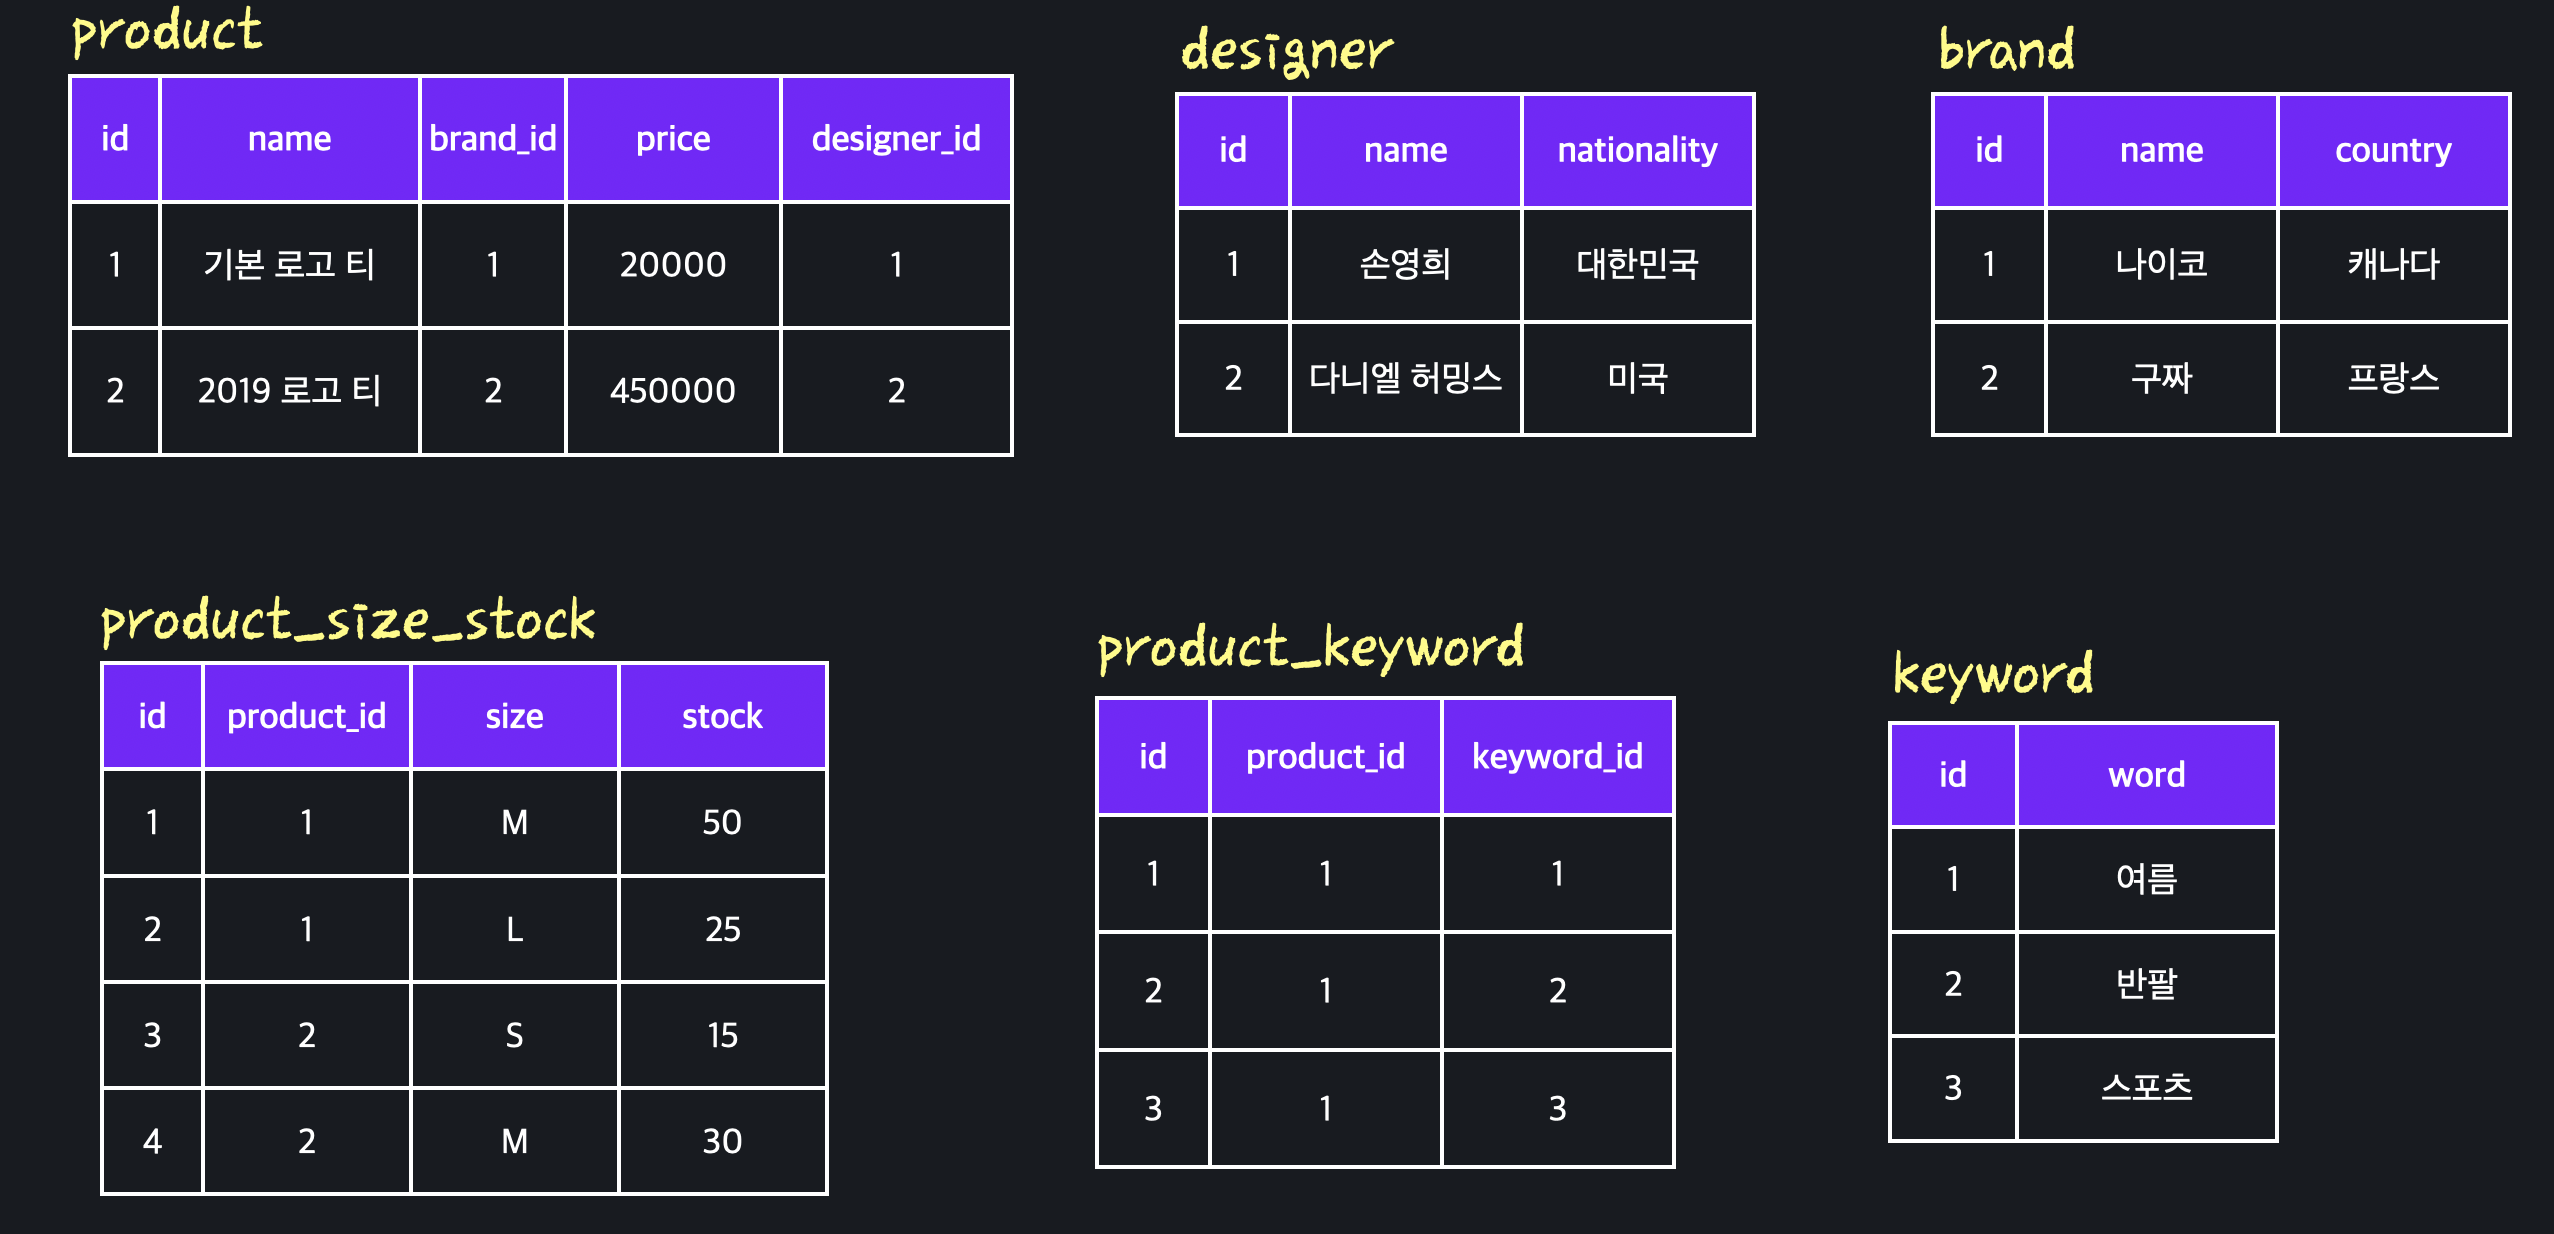 product
id name brand_id price designer_id
1 기본 로고 티 1 20000 1
2 2019 로고 티 2 450000 2
designer
id name nationality
1 손영희 대한민국
2 다니엘 허밍스 미국
brand
id name country
1 나이코 캐나다
2 구짜 프랑스
product_size_stock
id product_id size stock
1 1 M 50
2 1 L 25
3 2 S 15
4 2 M 30
product_keyword
id product_id keyword_id
1 1 1
2 1 2
3 1 3
keyword
id word
1 여름
2 반팔
3 스포츠